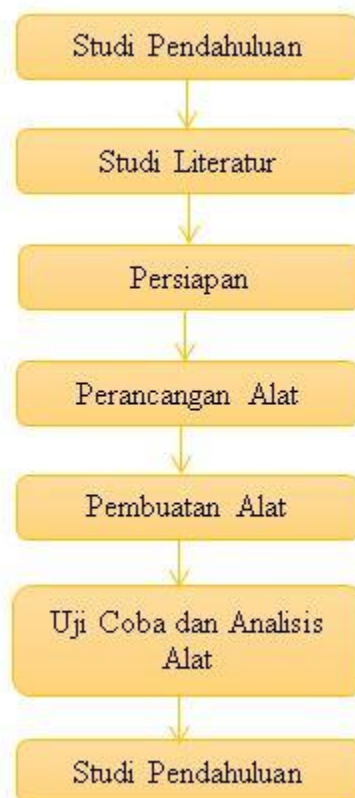 Studi Pendahuluan
Studi Literatur
Persiapan
Perancangan Alat
Pembuatan Alat
Uji Coba dan Analisis
Alat
Studi Pendahuluan